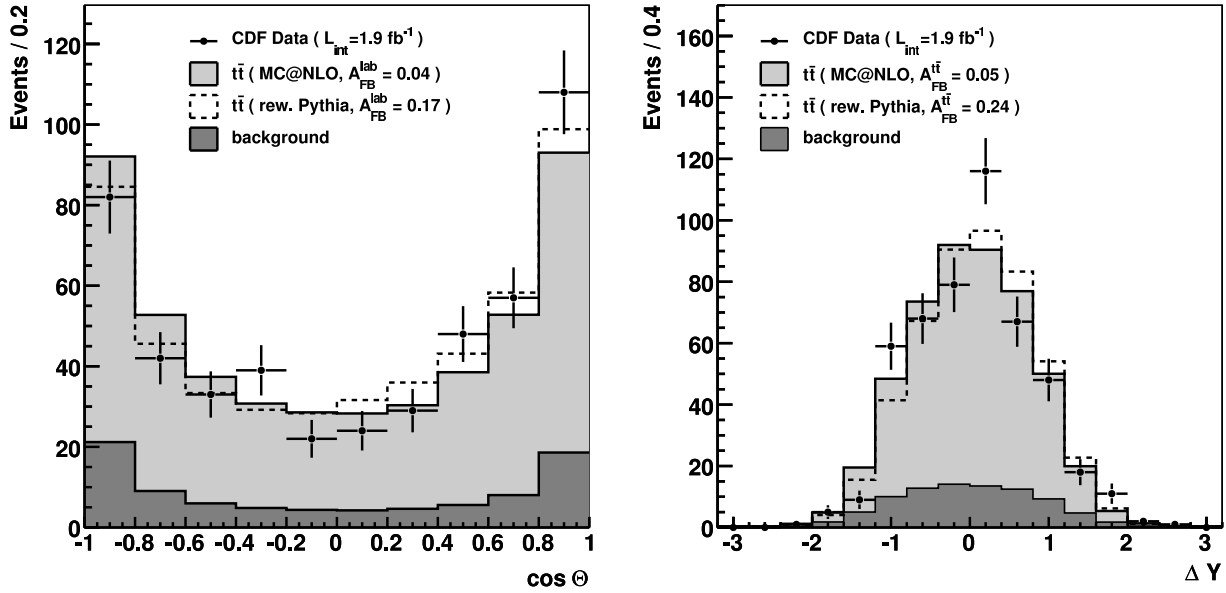 Events / 0.2
120
100
80
60
40
20
0
CDF Data ( L_int=1.9 fb⁻¹)
tt̄ ( MC@NLO, A_FB^lab = 0.04 )
tt̄ ( rew. Pythia, A_FB^lab = 0.17 )
background
-1 -0.8 -0.6 -0.4 -0.2 0 0.2 0.4 0.6 0.8 1
cos Θ
Events / 0.4
160
140
120
100
80
60
40
20
0
CDF Data ( L_int=1.9 fb⁻¹)
tt̄ ( MC@NLO, A_FB^tt̄ = 0.05 )
tt̄ ( rew. Pythia, A_FB^tt̄ = 0.24 )
background
-3 -2 -1 0 1 2 3
Δ Y